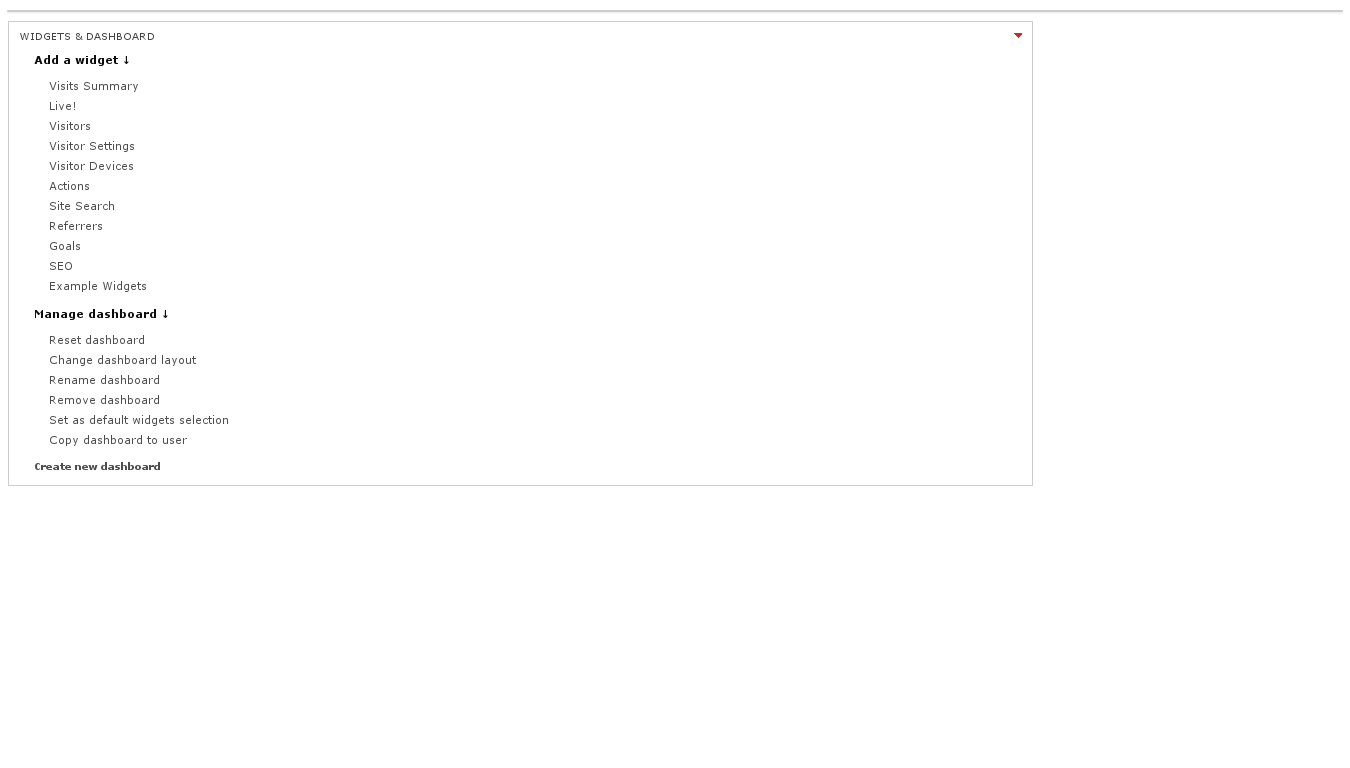 WIDGETS & DASHBOARD
Add a widget ↓
Visits Summary
Live!
Visitors
Visitor Settings
Visitor Devices
Actions
Site Search
Referrers
Goals
SEO
Example Widgets
Manage dashboard ↓
Reset dashboard
Change dashboard layout
Rename dashboard
Remove dashboard
Set as default widgets selection
Copy dashboard to user
Create new dashboard